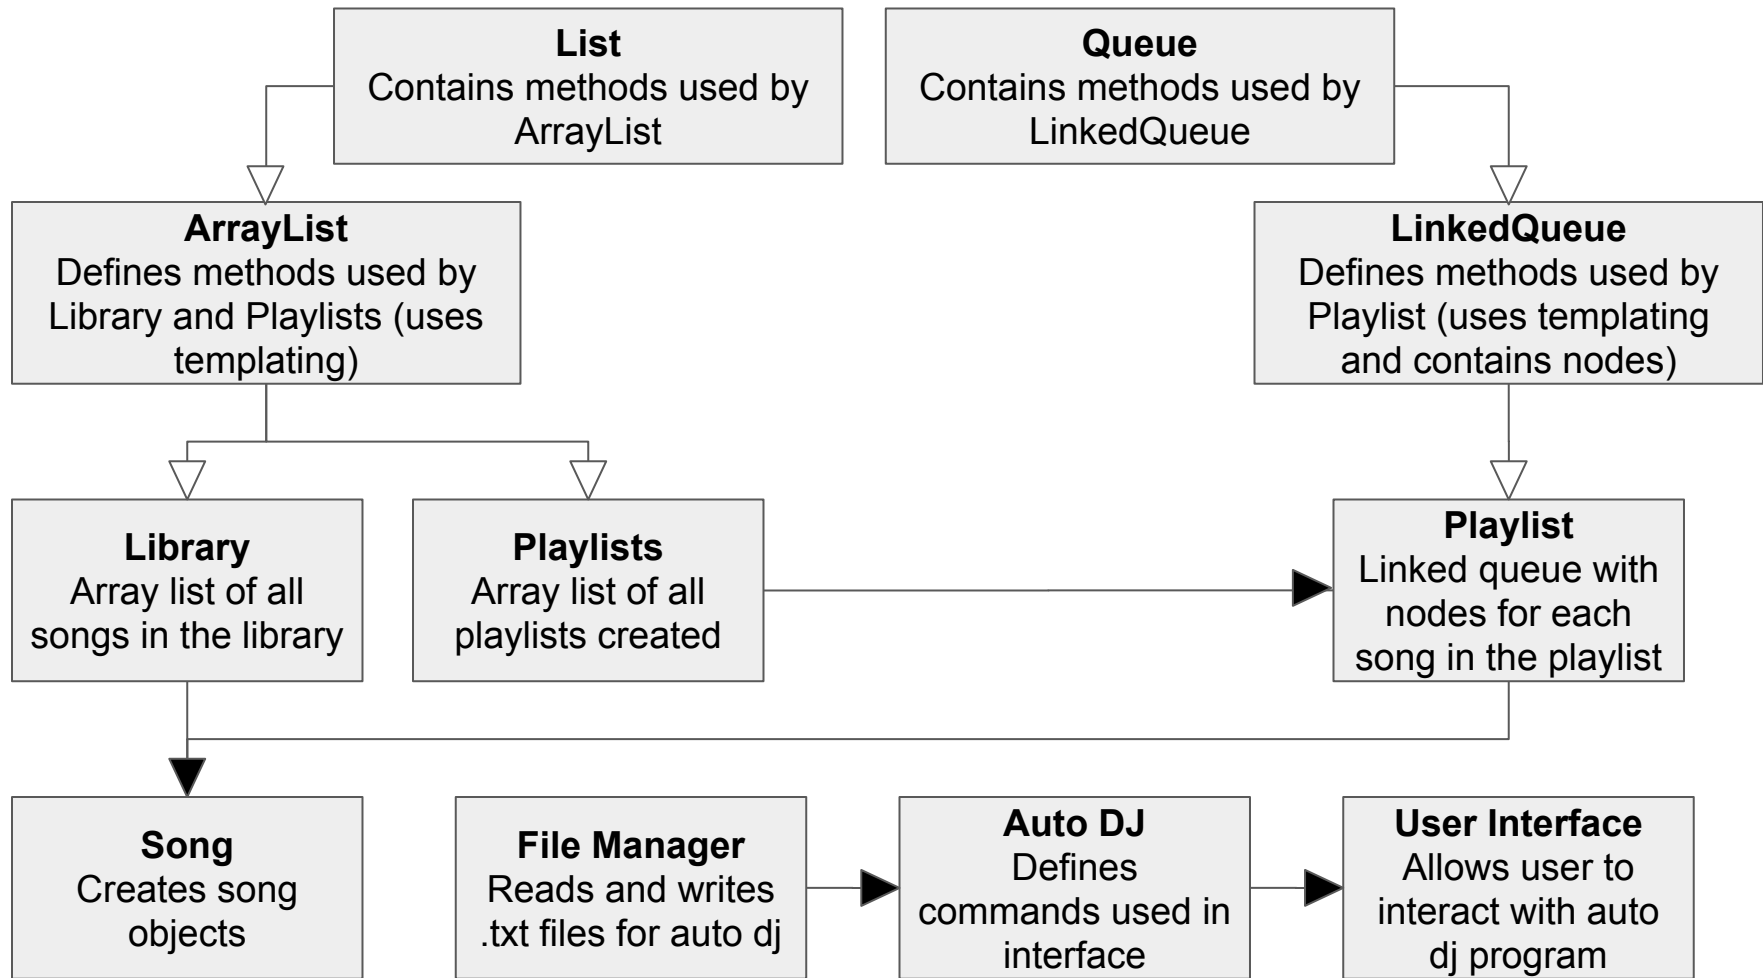 List
Contains methods used by
ArrayList
Queue
Contains methods used by
LinkedQueue
ArrayList
Defines methods used by
Library and Playlists (uses
templating)
LinkedQueue
Defines methods used by
Playlist (uses templating
and contains nodes)
Library
Array list of all
songs in the library
Playlists
Array list of all
playlists created
Playlist
Linked queue with
nodes for each
song in the playlist
Song
Creates song
objects
File Manager
Reads and writes
.txt files for auto dj
Auto DJ
Defines
commands used in
interface
User Interface
Allows user to
interact with auto
dj program